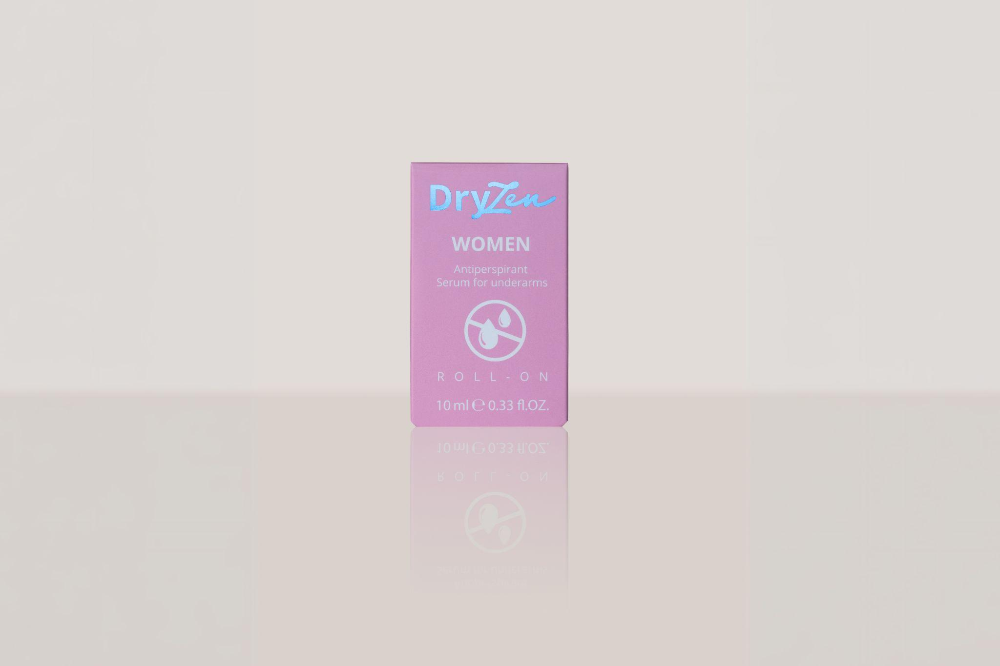 DryZen
WOMEN
Antiperspirant
Serum for underarms
ROLL-ON
10 ml ℮ 0.33 fl.OZ.